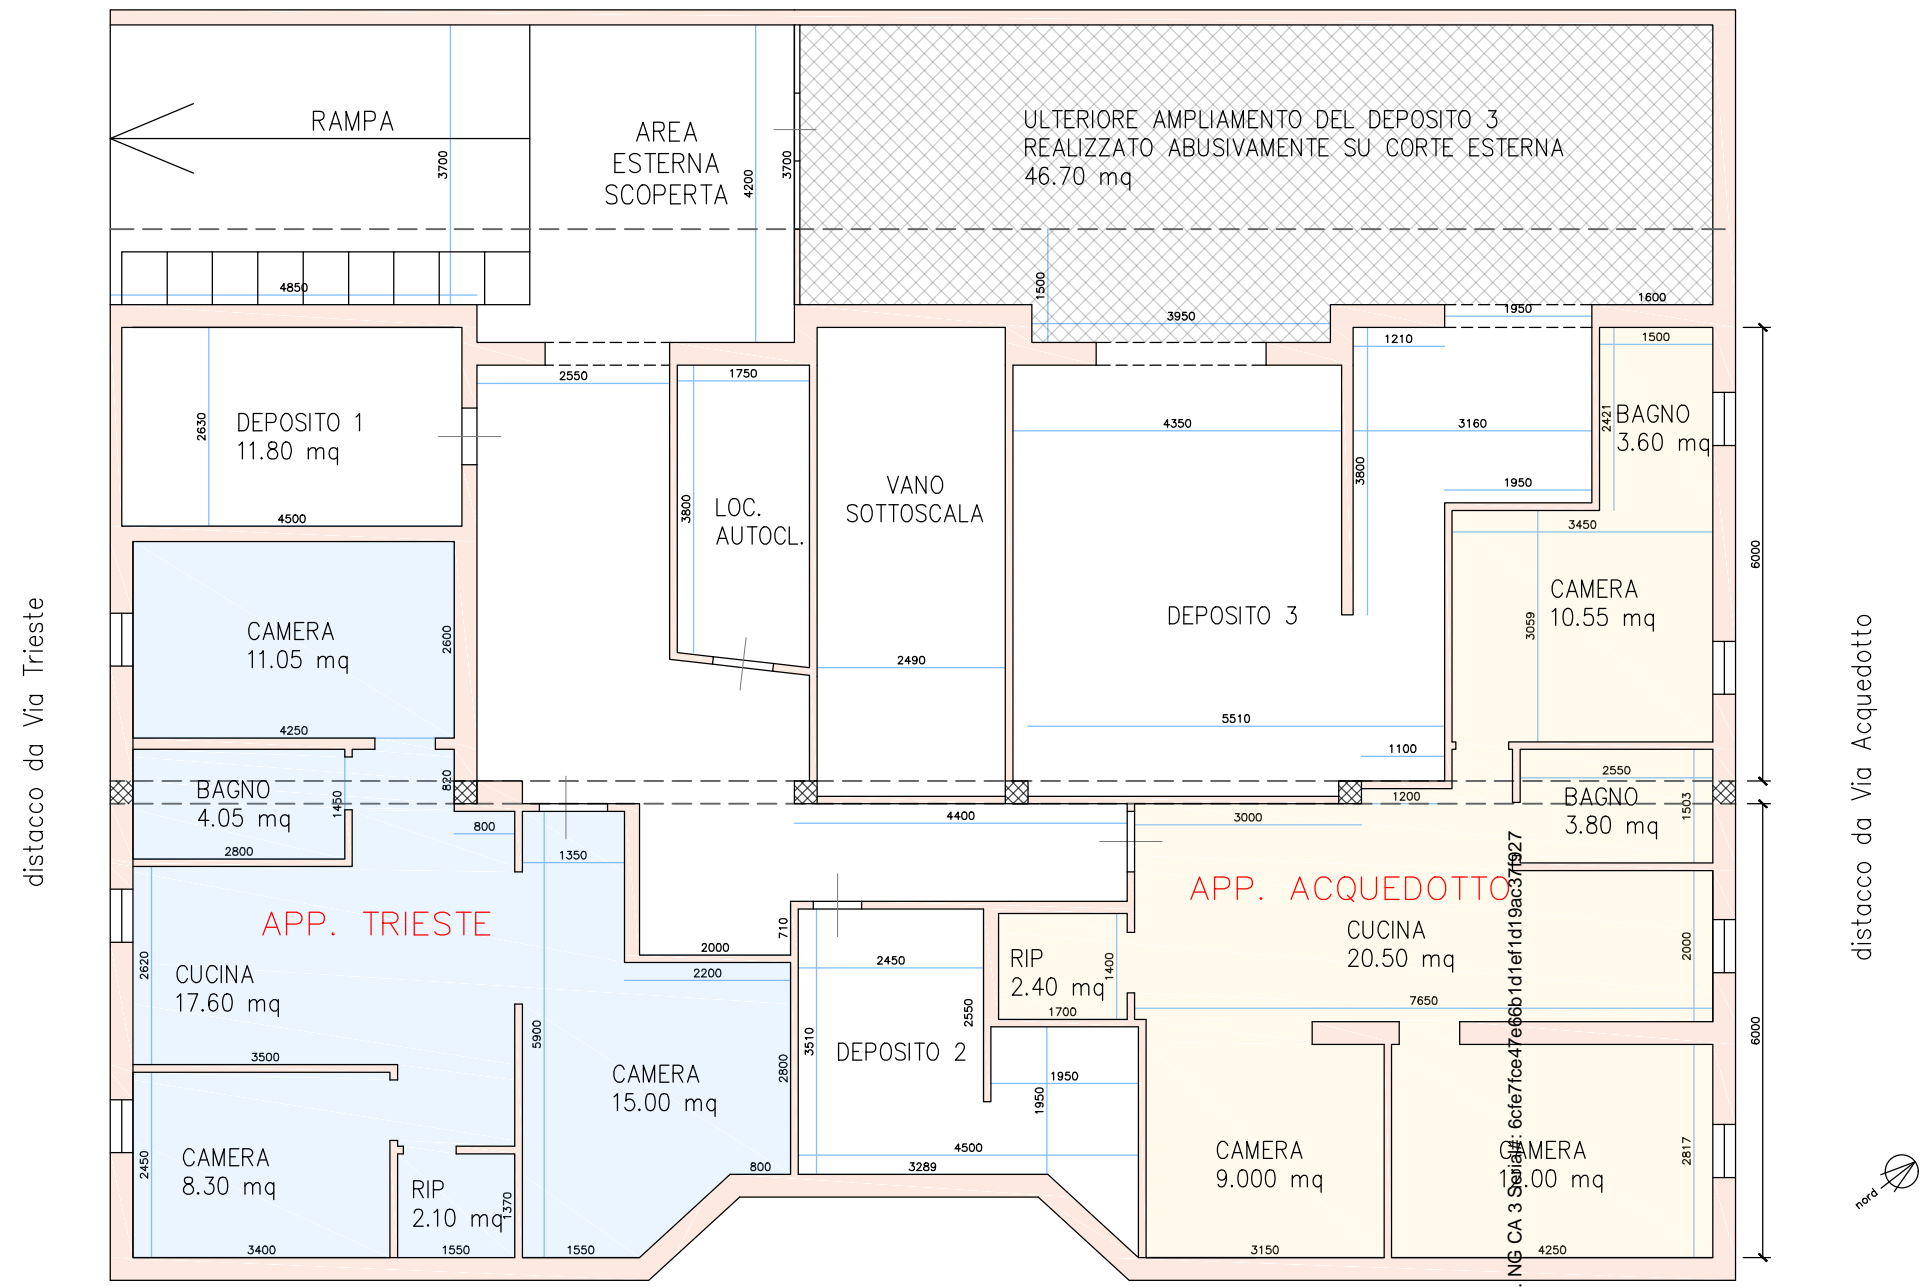 RAMPA
3700
4850
AREA
ESTERNA
SCOPERTA
4200
3700
ULTERIORE AMPLIAMENTO DEL DEPOSITO 3
REALIZZATO ABUSIVAMENTE SU CORTE ESTERNA
46.70 mq
1500
3950
1950
1600
2630
DEPOSITO 1
11.80 mq
4500
2550
1750
3800
LOC.
AUTOCL.
VANO
SOTTOSCALA
2490
4350
DEPOSITO 3
5510
1100
1210
3160
3800
1950
1500
2421
BAGNO
3.60 mq
3450
CAMERA
10.55 mq
3059
6000
distacco da Via Trieste
distacco da Via Acquedotto
CAMERA
11.05 mq
2600
4250
820
BAGNO
4.05 mq
1450
2800
800
1350
4400
3000
1200
2550
BAGNO
3.80 mq
1503
APP. TRIESTE
APP. ACQUEDOTTO
2620
CUCINA
17.60 mq
3500
710
2000
2200
2450
RIP
2.40 mq
1400
1700
CUCINA
20.50 mq
2000
7650
5900
CAMERA
15.00 mq
2800
3510
DEPOSITO 2
2550
1950
1950
4500
3289
800
2450
CAMERA
8.30 mq
3400
RIP
2.10 mq
1370
1550
1550
CAMERA
9.000 mq
3150
CAMERA
2817
4250
6000
nord
NG CA 3 Serial#: 6cfe7fce47e66b1d1ef1d19ac37f927